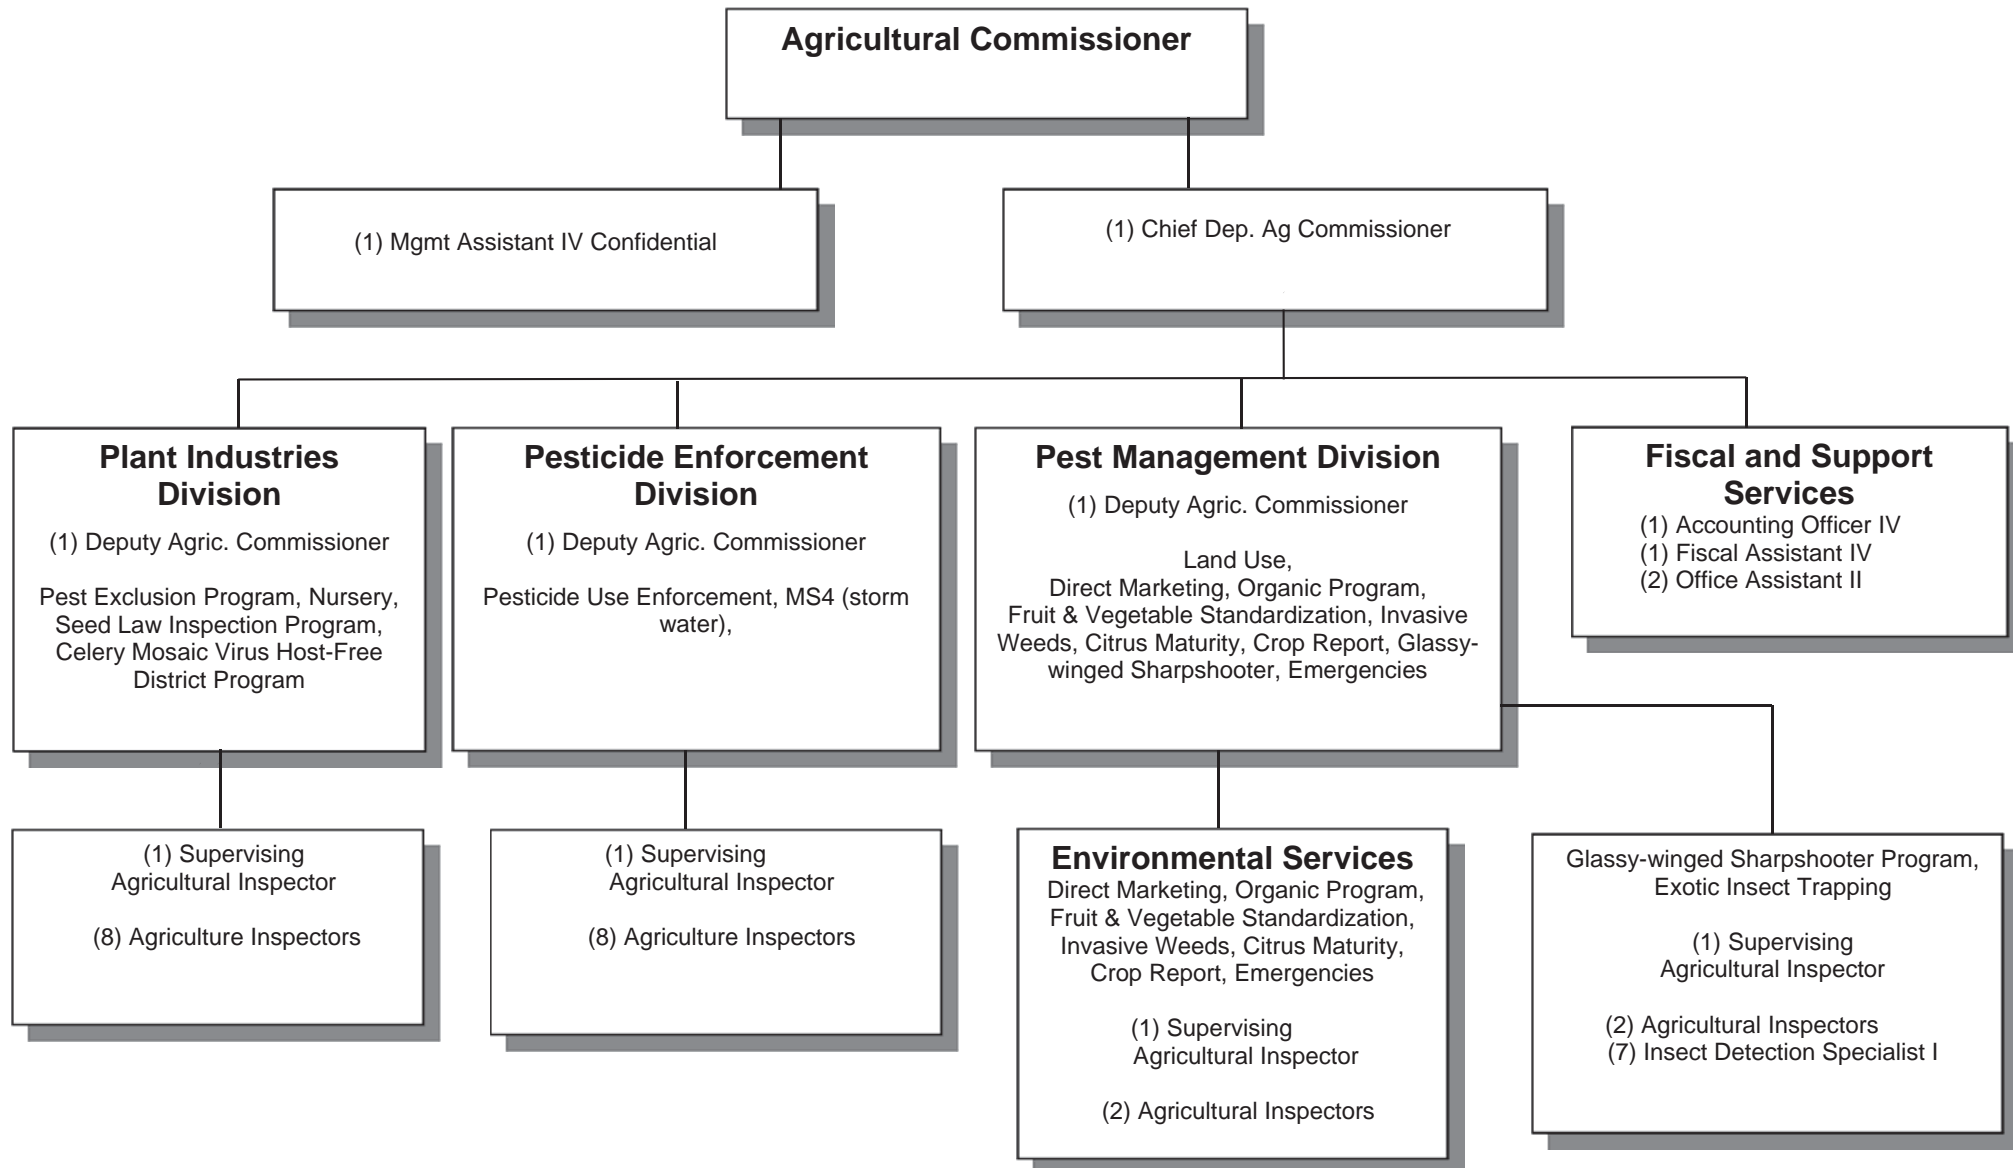 Agricultural Commissioner
(1) Mgmt Assistant IV Confidential
(1) Chief Dep. Ag Commissioner
Plant Industries
Division
(1) Deputy Agric. Commissioner
Pest Exclusion Program, Nursery,
Seed Law Inspection Program,
Celery Mosaic Virus Host-Free
District Program
Pesticide Enforcement
Division
(1) Deputy Agric. Commissioner
Pesticide Use Enforcement, MS4 (storm
water),
Pest Management Division
(1) Deputy Agric. Commissioner
Land Use,
Direct Marketing, Organic Program,
Fruit & Vegetable Standardization, Invasive
Weeds, Citrus Maturity, Crop Report, Glassy-
winged Sharpshooter, Emergencies
Fiscal and Support
Services
(1) Accounting Officer IV
(1) Fiscal Assistant IV
(2) Office Assistant II
(1) Supervising
Agricultural Inspector
(8) Agriculture Inspectors
(1) Supervising
Agricultural Inspector
(8) Agriculture Inspectors
Environmental Services
Direct Marketing, Organic Program,
Fruit & Vegetable Standardization,
Invasive Weeds, Citrus Maturity,
Crop Report, Emergencies
(1) Supervising
Agricultural Inspector
(2) Agricultural Inspectors
Glassy-winged Sharpshooter Program,
Exotic Insect Trapping
(1) Supervising
Agricultural Inspector
(2) Agricultural Inspectors
(7) Insect Detection Specialist I